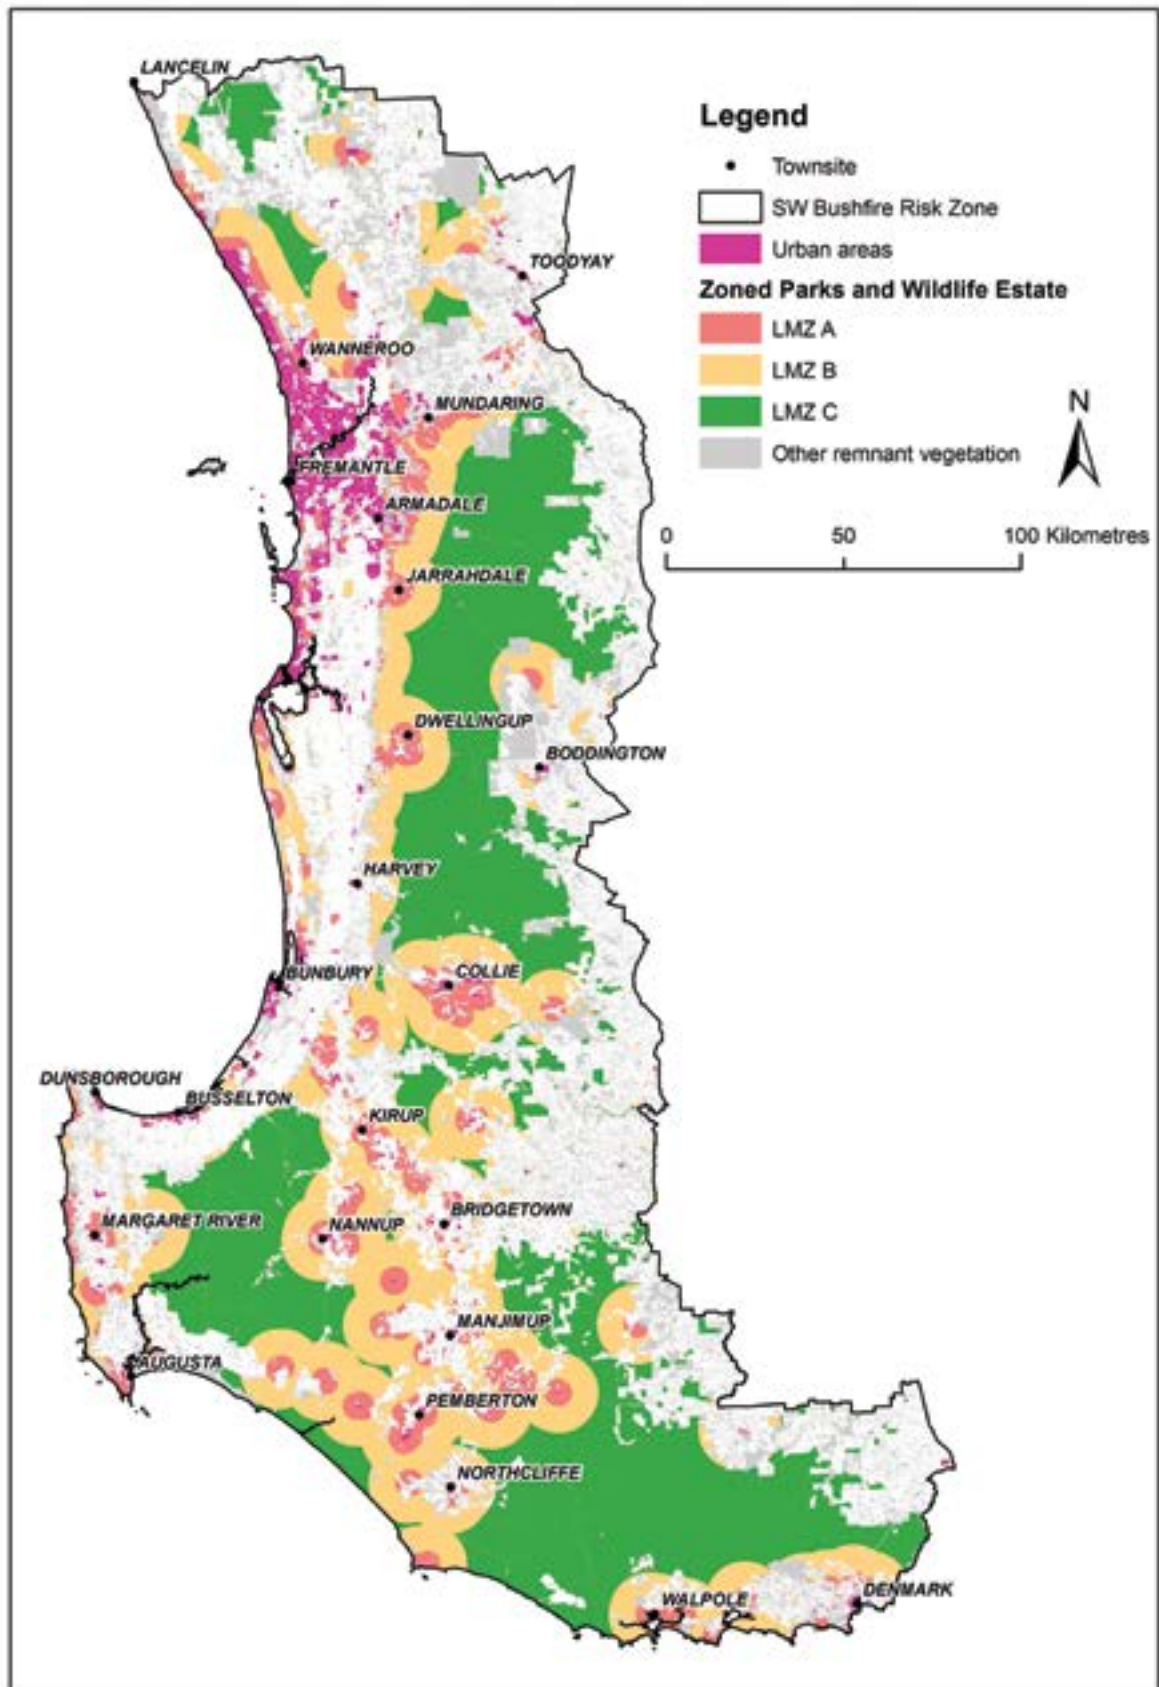 LANCELIN
Legend
Townsite
SW Bushfire Risk Zone
Urban areas
Zoned Parks and Wildlife Estate
LMZ A
LMZ B
LMZ C
Other remnant vegetation
N
0 50 100 Kilometres
TOODYAY
WANNEROO
MUNDARING
FREMANTLE
ARMADALE
JARRAHDALE
DWELLINGUP
BODDINGTON
HARVEY
BUNBURY
COLLIE
DUNSBOROUGH
BUSSELTON
KIRUP
MARGARET RIVER
NANNUP
BRIDGETOWN
MANJIMUP
AUGUSTA
PEMBERTON
NORTHCLIFFE
WALPOLE
DENMARK